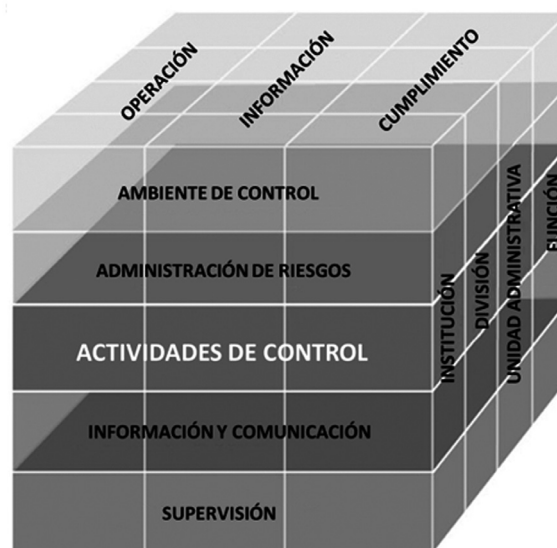 OPERACIÓN
INFORMACIÓN
CUMPLIMIENTO
AMBIENTE DE CONTROL
ADMINISTRACIÓN DE RIESGOS
ACTIVIDADES DE CONTROL
INFORMACIÓN Y COMUNICACIÓN
SUPERVISIÓN
INSTITUCIÓN
DIVISIÓN
UNIDAD ADMINISTRATIVA
FUNCIÓN